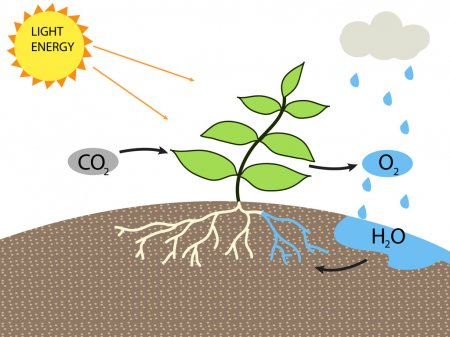 LIGHT
ENERGY
CO₂
O₂
H₂O